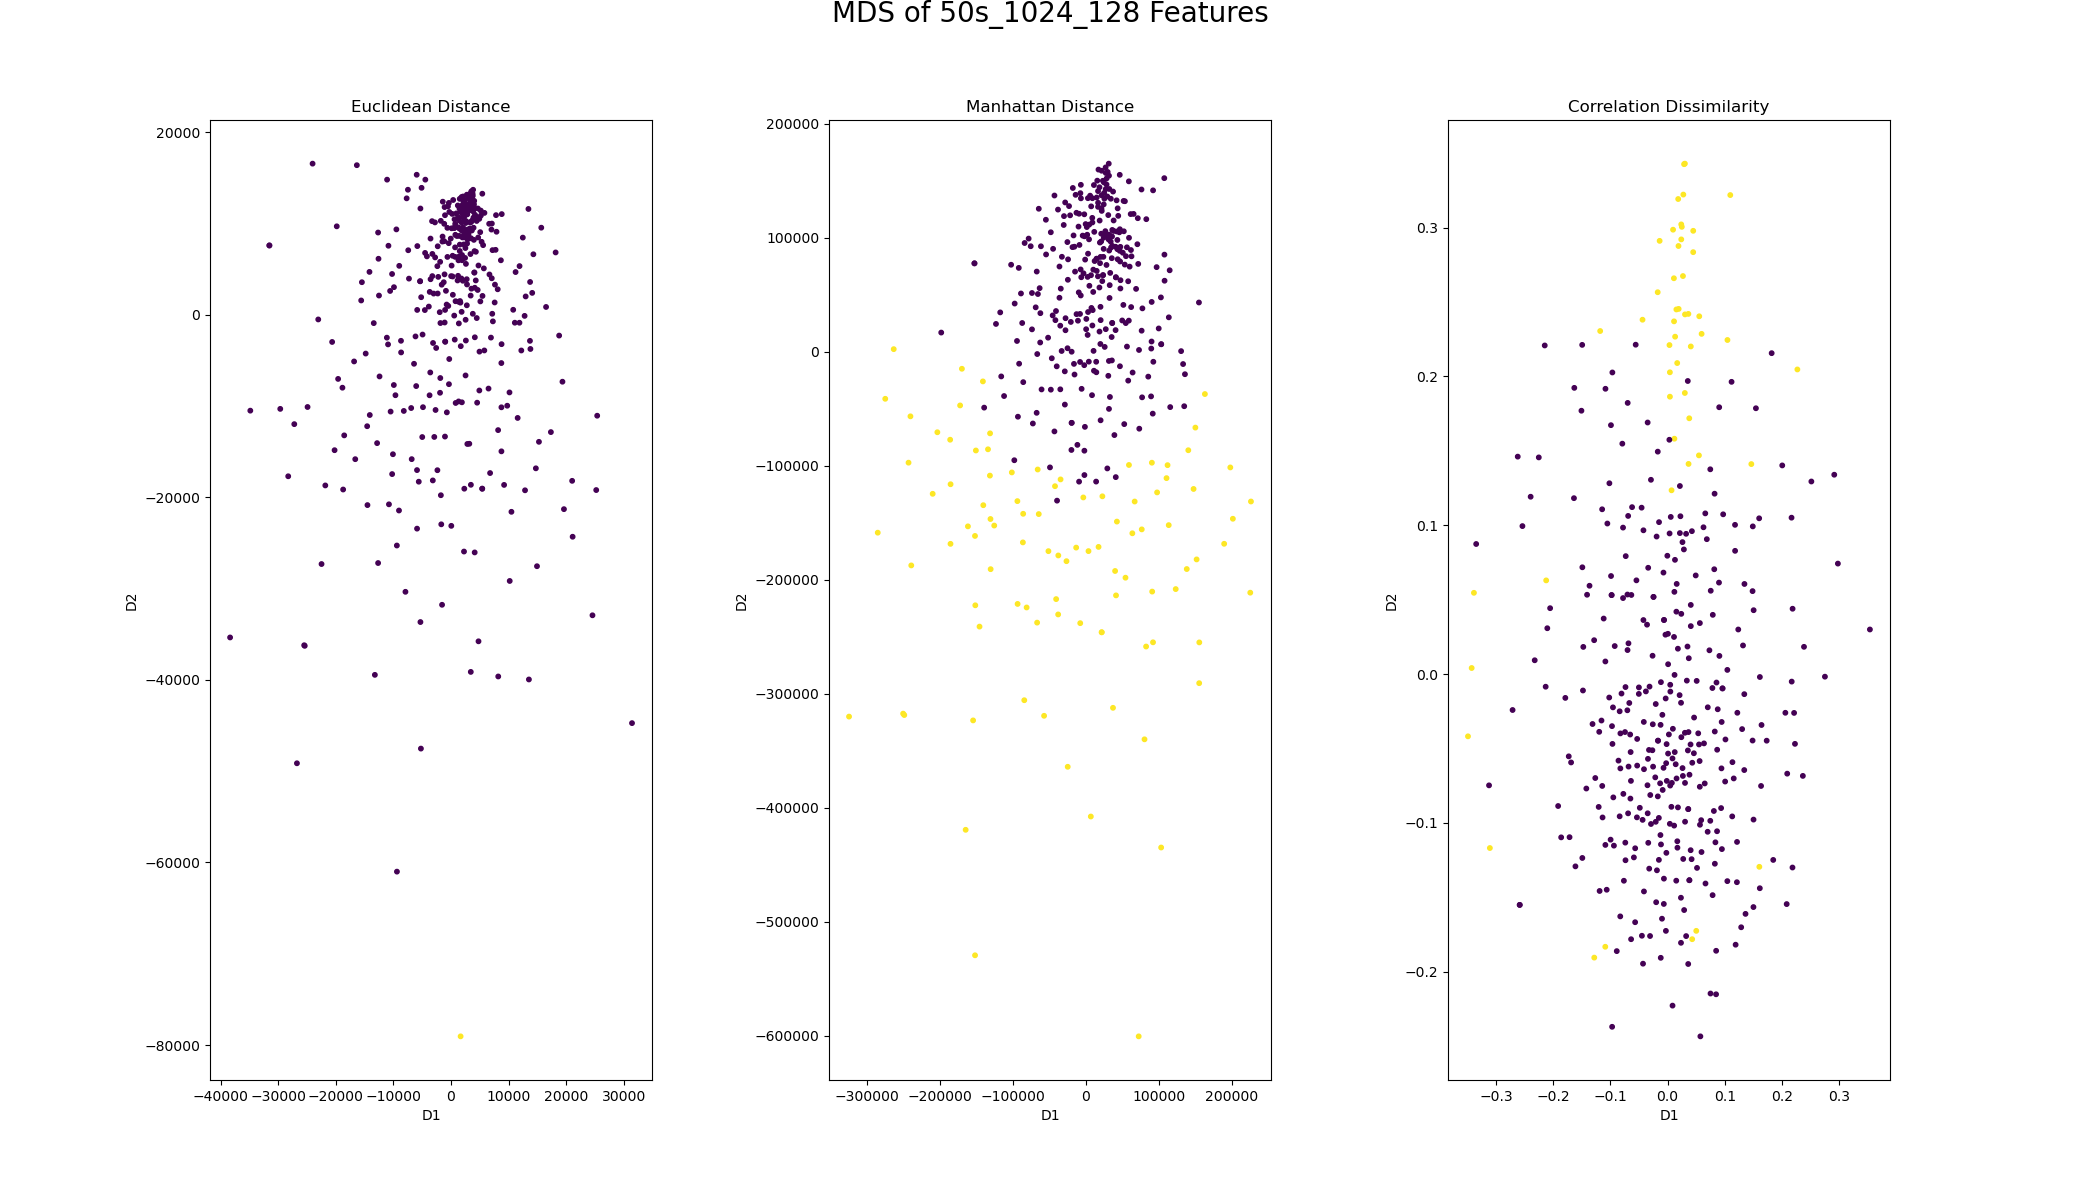 MDS of 50s_1024_128 Features
Euclidean Distance
20000
0
−20000
−40000
−60000
−80000
D2
−40000 −30000 −20000 −10000 0 10000 20000 30000
D1
Manhattan Distance
200000
100000
0
−100000
−200000
−300000
−400000
−500000
−600000
D2
−300000 −200000 −100000 0 100000 200000
D1
Correlation Dissimilarity
0.3
0.2
0.1
0.0
−0.1
−0.2
D2
−0.3 −0.2 −0.1 0.0 0.1 0.2 0.3
D1